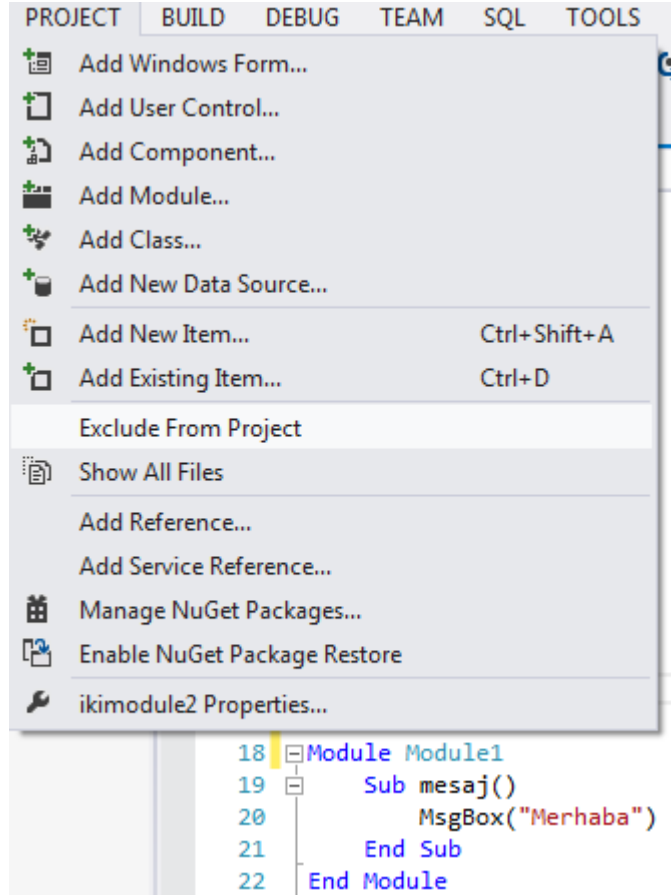 PROJECT BUILD DEBUG TEAM SQL TOOLS
Add Windows Form...
Add User Control...
Add Component...
Add Module...
Add Class...
Add New Data Source...
Add New Item... Ctrl+Shift+A
Add Existing Item... Ctrl+D
Exclude From Project
Show All Files
Add Reference...
Add Service Reference...
Manage NuGet Packages...
Enable NuGet Package Restore
ikimodule2 Properties...
18 Module Module1
19 Sub mesaj()
20 MsgBox("Merhaba")
21 End Sub
22 End Module